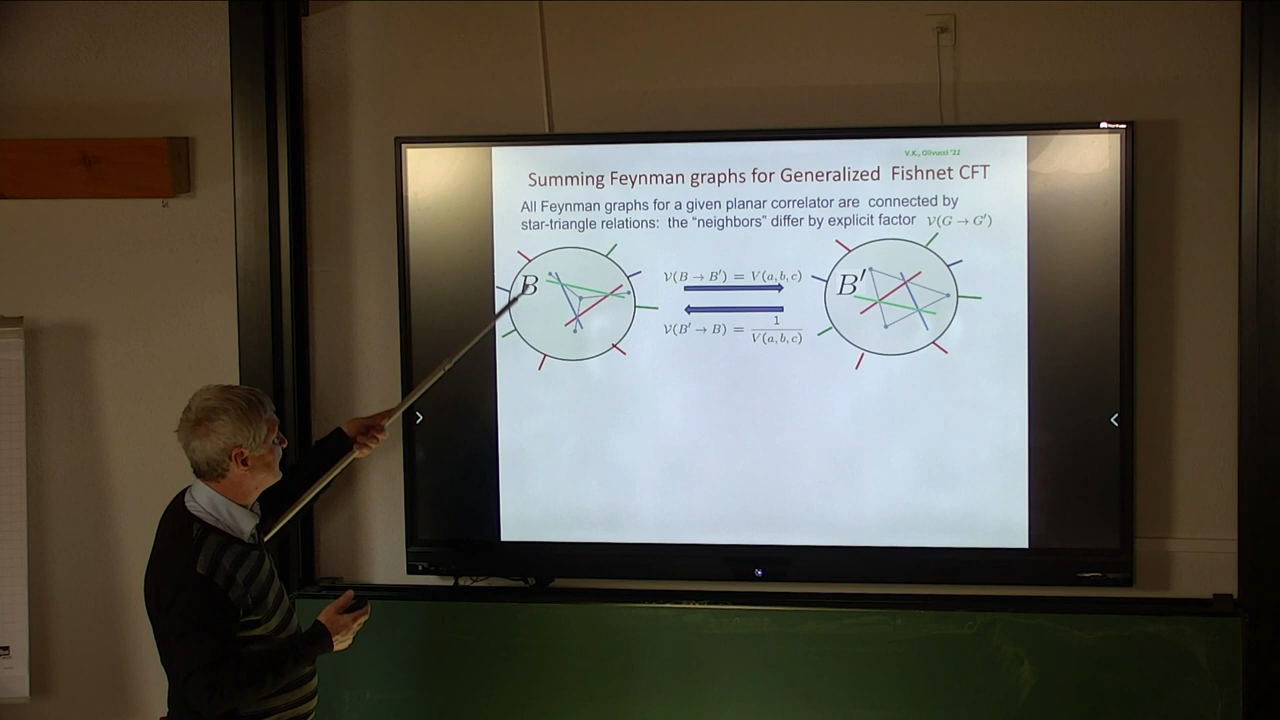 V.K., Olivucci '22
Summing Feynman graphs for Generalized Fishnet CFT
All Feynman graphs for a given planar correlator are connected by
star-triangle relations: the "neighbors" differ by explicit factor 𝒱(G → G′)
B
𝒱(B → B′) = V(a, b, c)
𝒱(B′ → B) = 1/V(a, b, c)
B′